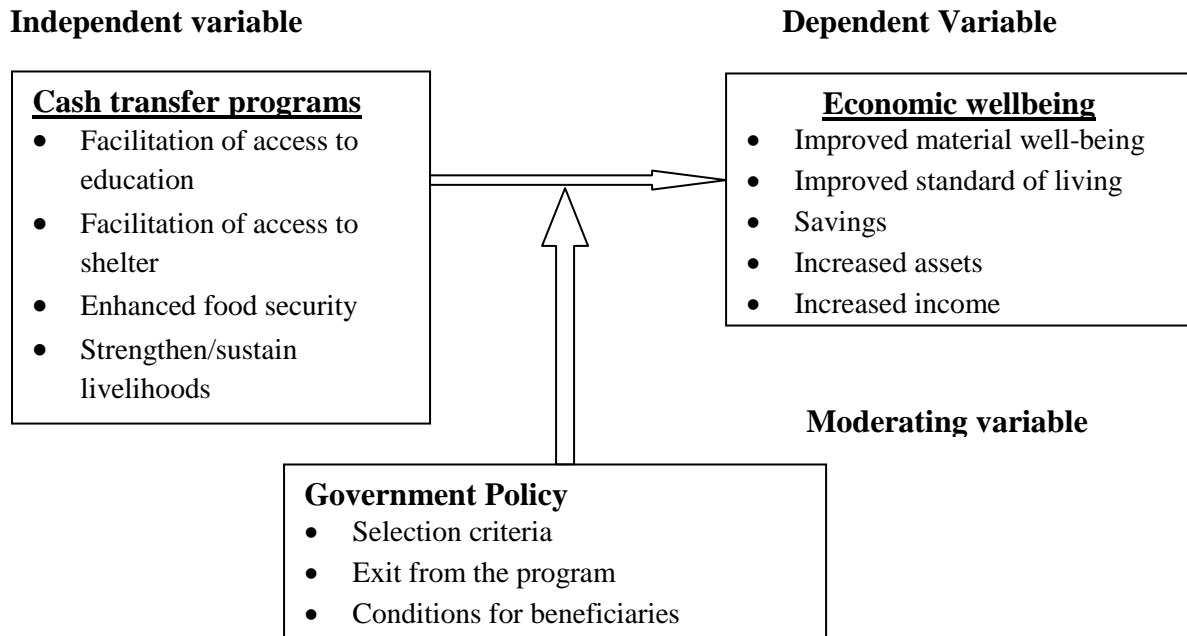 Independent variable
Dependent Variable
Cash transfer programs
• Facilitation of access to
education
• Facilitation of access to
shelter
• Enhanced food security
• Strengthen/sustain
livelihoods
Economic wellbeing
• Improved material well-being
• Improved standard of living
• Savings
• Increased assets
• Increased income
Moderating variable
Government Policy
• Selection criteria
• Exit from the program
• Conditions for beneficiaries